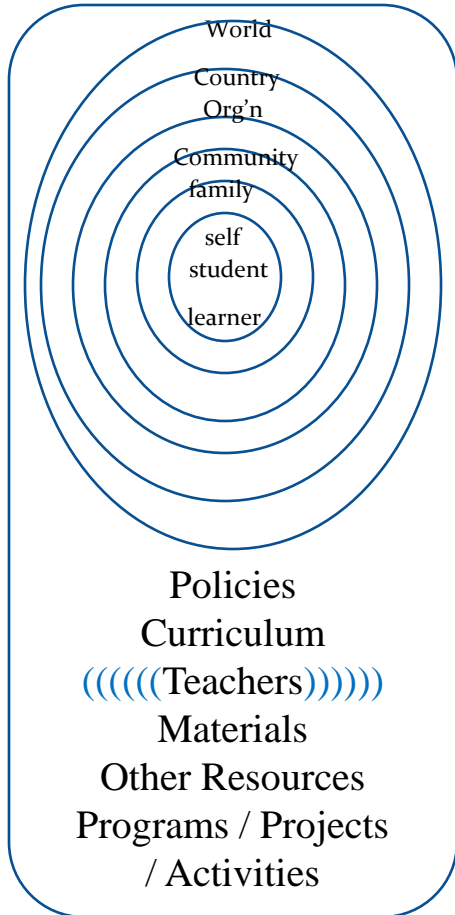 World
Country
Org’n
Community
family
self
student
learner
Policies
Curriculum
((((((Teachers))))))
Materials
Other Resources
Programs / Projects
/ Activities